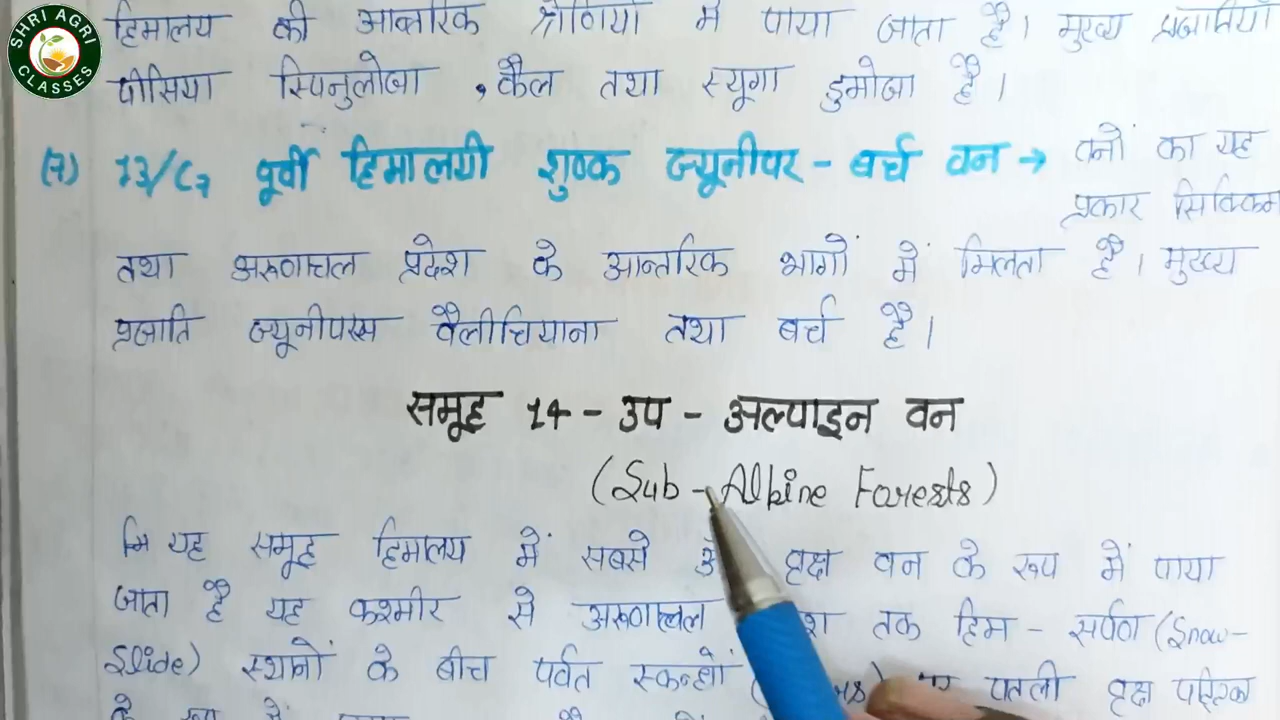 SHRI AGRI CLASSES
हिमालय की आन्तरिक श्रेणियों में पाया जाता है। मुख्य प्रजातियाँ
पीसिया स्पिनुलोबा, कैल तथा स्यूगा डुमोबा है।
(7) 13/C7 पूर्वी हिमालयी शुष्क ज्यूनीपर - बर्च वन → वनों का यह
प्रकार सिक्किम
तथा अरुणाचल प्रदेश के आन्तरिक भागों में मिलता है। मुख्य
प्रजाति ज्यूनीपरस वैलीचियाना तथा बर्च है।
समूह 14 - उप - अल्पाइन वन
(Sub - Alpine Forests)
यह समूह हिमालय में सबसे वृक्ष वन के रूप में पाया
जाता है यह कश्मीर से अरुणाचल तक हिम - सर्पण (Snow-
Slide) स्थानों के बीच पर्वत स्कन्धों पतली वृक्ष
के रूप में